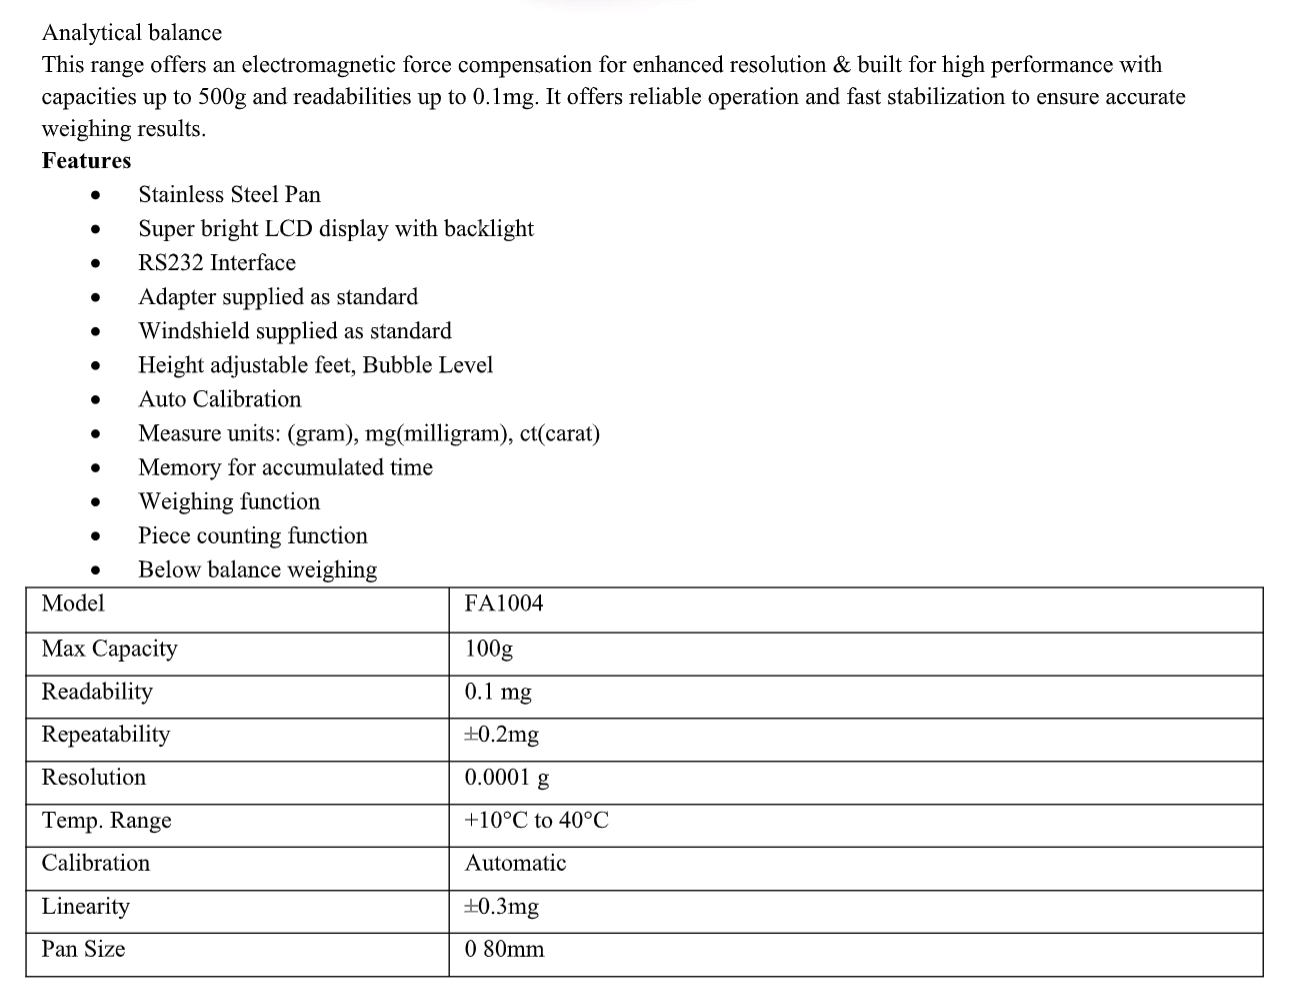 Analytical balance
This range offers an electromagnetic force compensation for enhanced resolution & built for high performance with
capacities up to 500g and readabilities up to 0.1mg. It offers reliable operation and fast stabilization to ensure accurate
weighing results.
Features
• Stainless Steel Pan
• Super bright LCD display with backlight
• RS232 Interface
• Adapter supplied as standard
• Windshield supplied as standard
• Height adjustable feet, Bubble Level
• Auto Calibration
• Measure units: (gram), mg(milligram), ct(carat)
• Memory for accumulated time
• Weighing function
• Piece counting function
• Below balance weighing
Model FA1004
Max Capacity 100g
Readability 0.1 mg
Repeatability ±0.2mg
Resolution 0.0001 g
Temp. Range +10°C to 40°C
Calibration Automatic
Linearity ±0.3mg
Pan Size 0 80mm